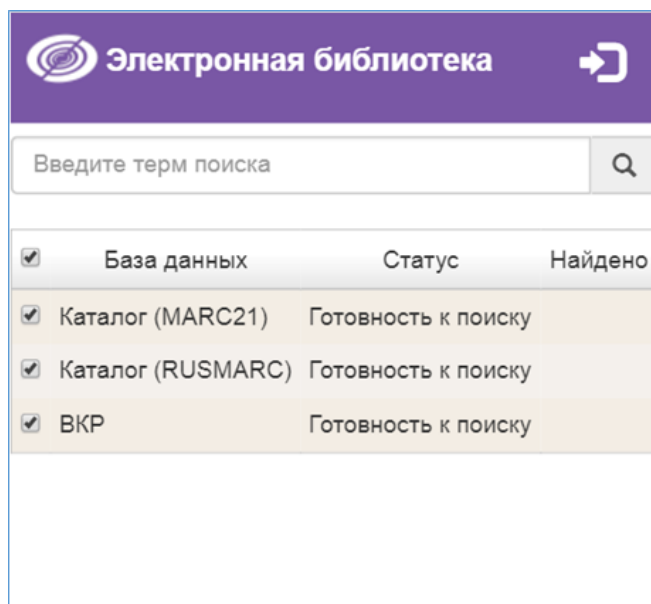 Электронная библиотека
Введите терм поиска
База данных Статус Найдено
Каталог (MARC21) Готовность к поиску
Каталог (RUSMARC) Готовность к поиску
ВКР Готовность к поиску